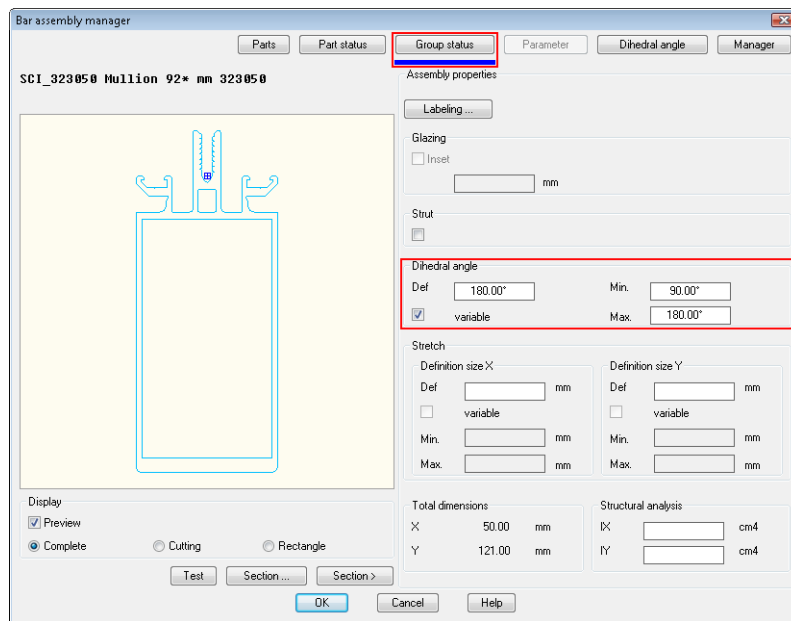 Bar assembly manager
Parts Part status Group status Parameter Dihedral angle Manager
SCI_323050 Mullion 92* mm 323050
Assembly properties
Labeling ...
Glazing
Inset
mm
Strut
Dihedral angle
Def 180.00° Min. 90.00°
variable Max. 180.00°
Stretch
Definition size X Definition size Y
Def mm Def mm
variable variable
Min. mm Min. mm
Max. mm Max. mm
Display
Preview
Complete Cutting Rectangle
Test Section ... Section >
Total dimensions Structural analysis
X 50.00 mm IX cm4
Y 121.00 mm IY cm4
OK Cancel Help